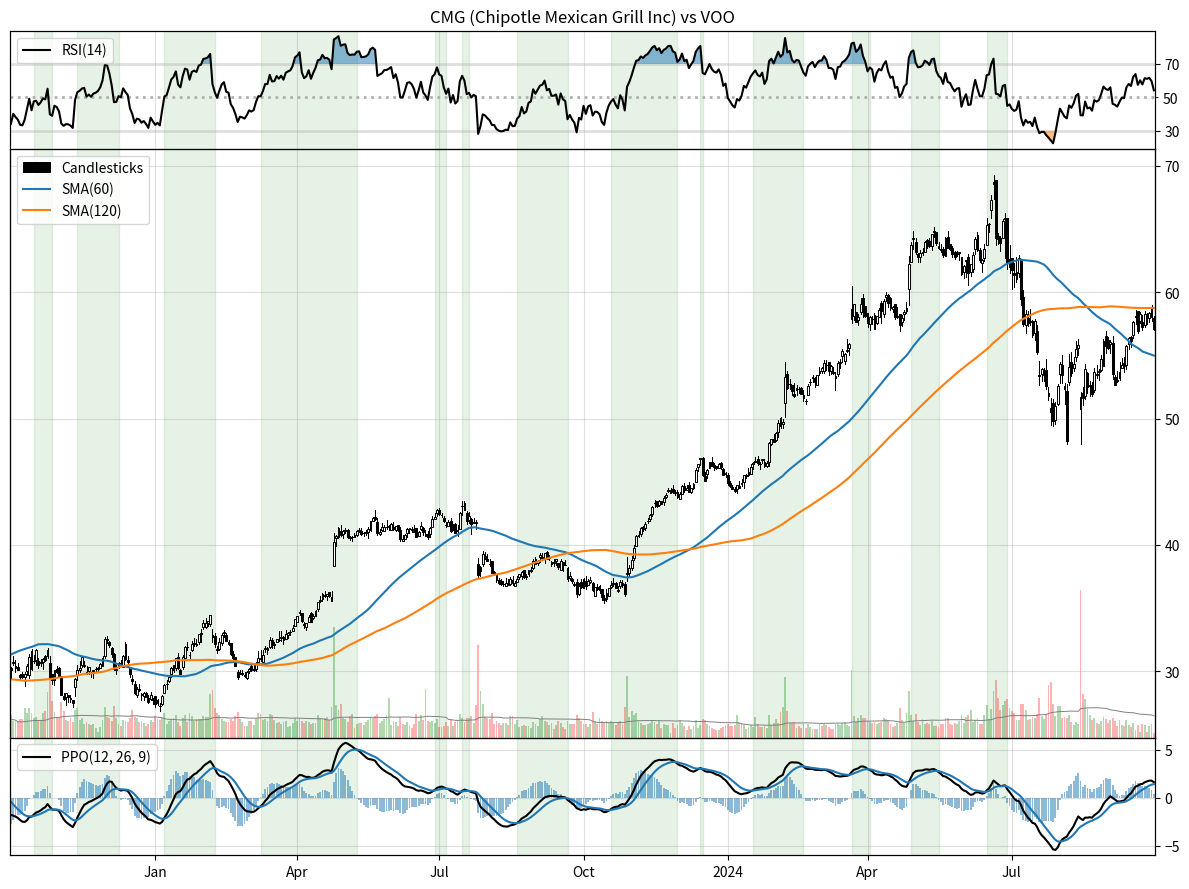 CMG (Chipotle Mexican Grill Inc) vs VOO
RSI(14)
70
50
30
Candlesticks
SMA(60)
SMA(120)
70
60
50
40
30
PPO(12, 26, 9)
5
0
−5
Jan
Apr
Jul
Oct
2024
Apr
Jul